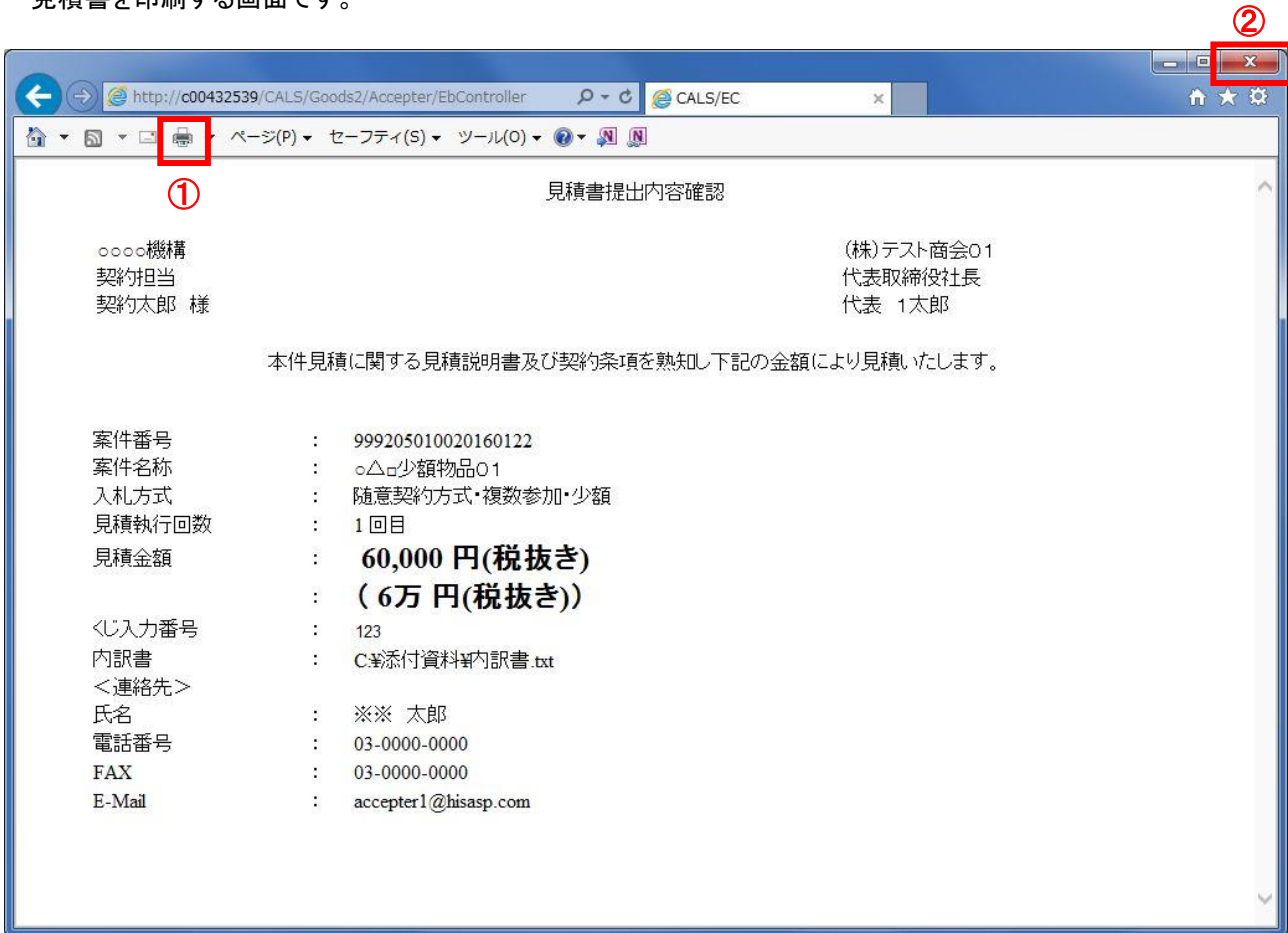 見積書を印刷する画面です。
②
http://c00432539/CALS/Goods2/Accepter/EbController
CALS/EC
ページ(P) セーフティ(S) ツール(O)
①
見積書提出内容確認
○○○○機構
契約担当
契約太郎 様
(株)テスト商会01
代表取締役社長
代表 1太郎
本件見積に関する見積説明書及び契約条項を熟知し下記の金額により見積いたします。
案件番号 : 999205010020160122
案件名称 : ○△□少額物品01
入札方式 : 随意契約方式・複数参加・少額
見積執行回数 : 1 回目
見積金額 : 60,000 円(税抜き)
: ( 6万 円(税抜き))
くじ入力番号 : 123
内訳書 : C:¥添付資料¥内訳書.txt
<連絡先>
氏名 : ※※ 太郎
電話番号 : 03-0000-0000
FAX : 03-0000-0000
E-Mail : accepter1@hisasp.com